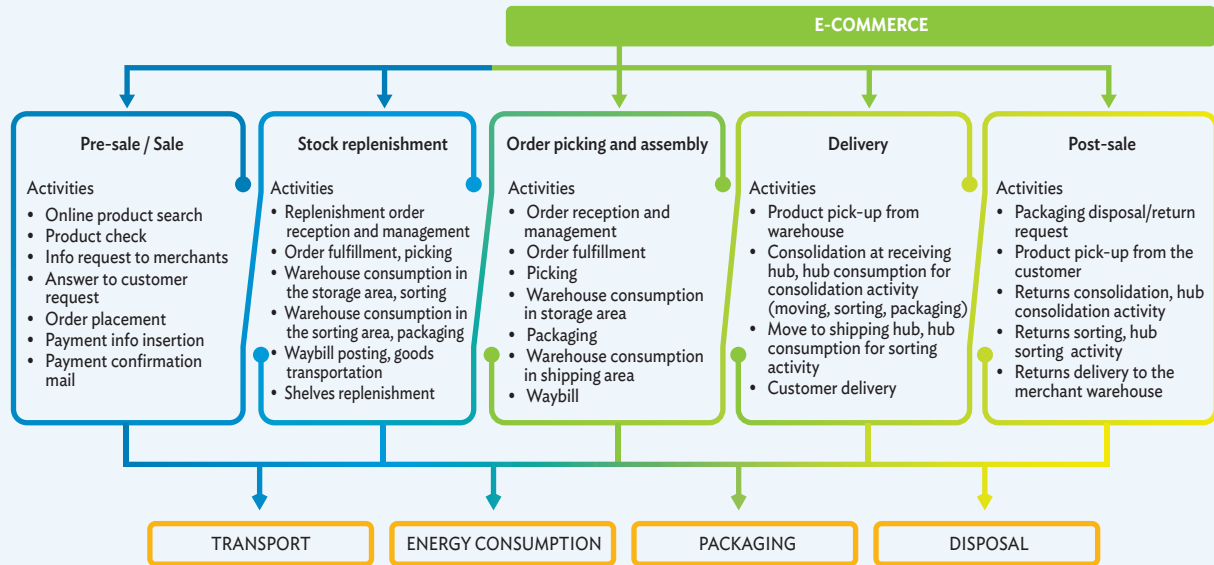 E-COMMERCE
Pre-sale / Sale
Activities
• Online product search
• Product check
• Info request to merchants
• Answer to customer
request
• Order placement
• Payment info insertion
• Payment confirmation
mail
Stock replenishment
Activities
• Replenishment order
reception and management
• Order fulfillment, picking
• Warehouse consumption in
the storage area, sorting
• Warehouse consumption in
the sorting area, packaging
• Waybill posting, goods
transportation
• Shelves replenishment
Order picking and assembly
Activities
• Order reception and
management
• Order fulfillment
• Picking
• Warehouse consumption
in storage area
• Packaging
• Warehouse consumption
in shipping area
• Waybill
Delivery
Activities
• Product pick-up from
warehouse
• Consolidation at receiving
hub, hub consumption for
consolidation activity
(moving, sorting, packaging)
• Move to shipping hub, hub
consumption for sorting
activity
• Customer delivery
Post-sale
Activities
• Packaging disposal/return
request
• Product pick-up from the
customer
• Returns consolidation, hub
consolidation activity
• Returns sorting, hub
sorting activity
• Returns delivery to the
merchant warehouse
TRANSPORT
ENERGY CONSUMPTION
PACKAGING
DISPOSAL